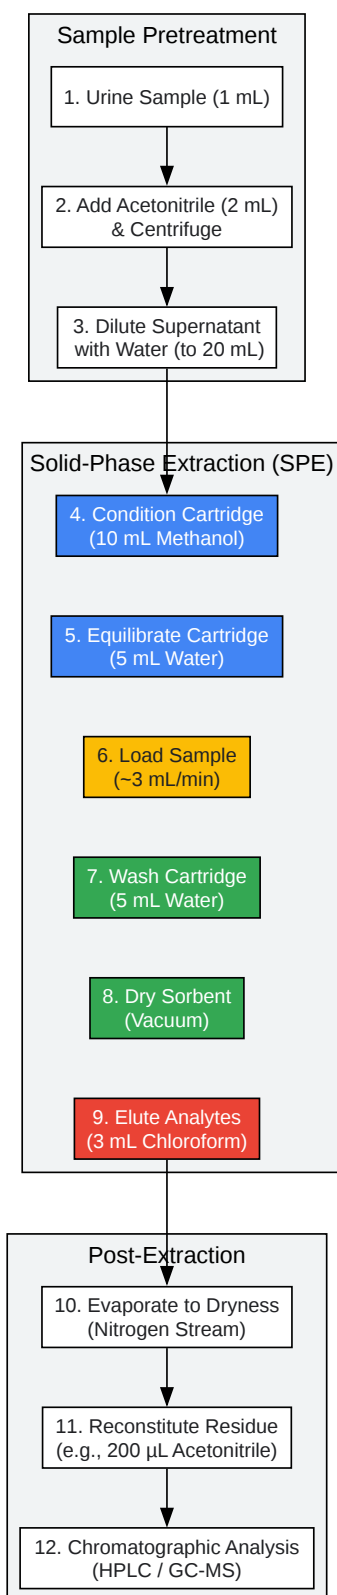 Sample Pretreatment
1. Urine Sample (1 mL)
2. Add Acetonitrile (2 mL)
& Centrifuge
3. Dilute Supernatant
with Water (to 20 mL)
Solid-Phase Extraction (SPE)
4. Condition Cartridge
(10 mL Methanol)
5. Equilibrate Cartridge
(5 mL Water)
6. Load Sample
(~3 mL/min)
7. Wash Cartridge
(5 mL Water)
8. Dry Sorbent
(Vacuum)
9. Elute Analytes
(3 mL Chloroform)
Post-Extraction
10. Evaporate to Dryness
(Nitrogen Stream)
11. Reconstitute Residue
(e.g., 200 µL Acetonitrile)
12. Chromatographic Analysis
(HPLC / GC-MS)